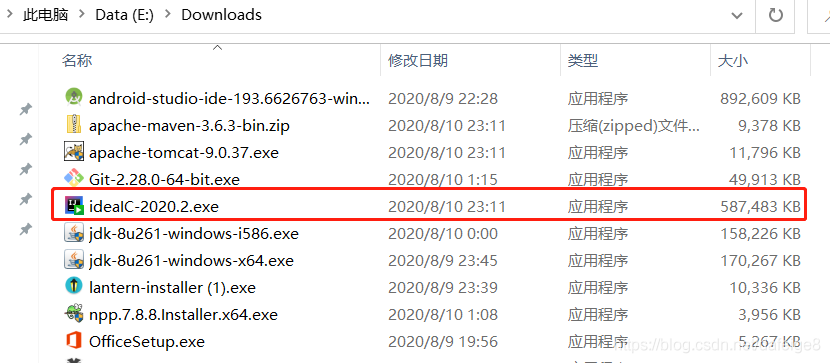 此电脑 > Data (E:) > Downloads
名称 修改日期 类型 大小
android-studio-ide-193.6626763-win... 2020/8/9 22:28 应用程序 892,609 KB
apache-maven-3.6.3-bin.zip 2020/8/10 23:11 压缩(zipped)文件... 9,378 KB
apache-tomcat-9.0.37.exe 2020/8/10 23:11 应用程序 11,796 KB
Git-2.28.0-64-bit.exe 2020/8/10 1:15 应用程序 49,913 KB
ideaIC-2020.2.exe 2020/8/10 23:11 应用程序 587,483 KB
jdk-8u261-windows-i586.exe 2020/8/10 0:00 应用程序 158,226 KB
jdk-8u261-windows-x64.exe 2020/8/9 23:45 应用程序 170,267 KB
lantern-installer (1).exe 2020/8/9 23:39 应用程序 10,336 KB
npp.7.8.8.Installer.x64.exe 2020/8/10 1:08 应用程序 3,956 KB
OfficeSetup.exe 2020/8/9 19:56 应用程序 5,267 KB